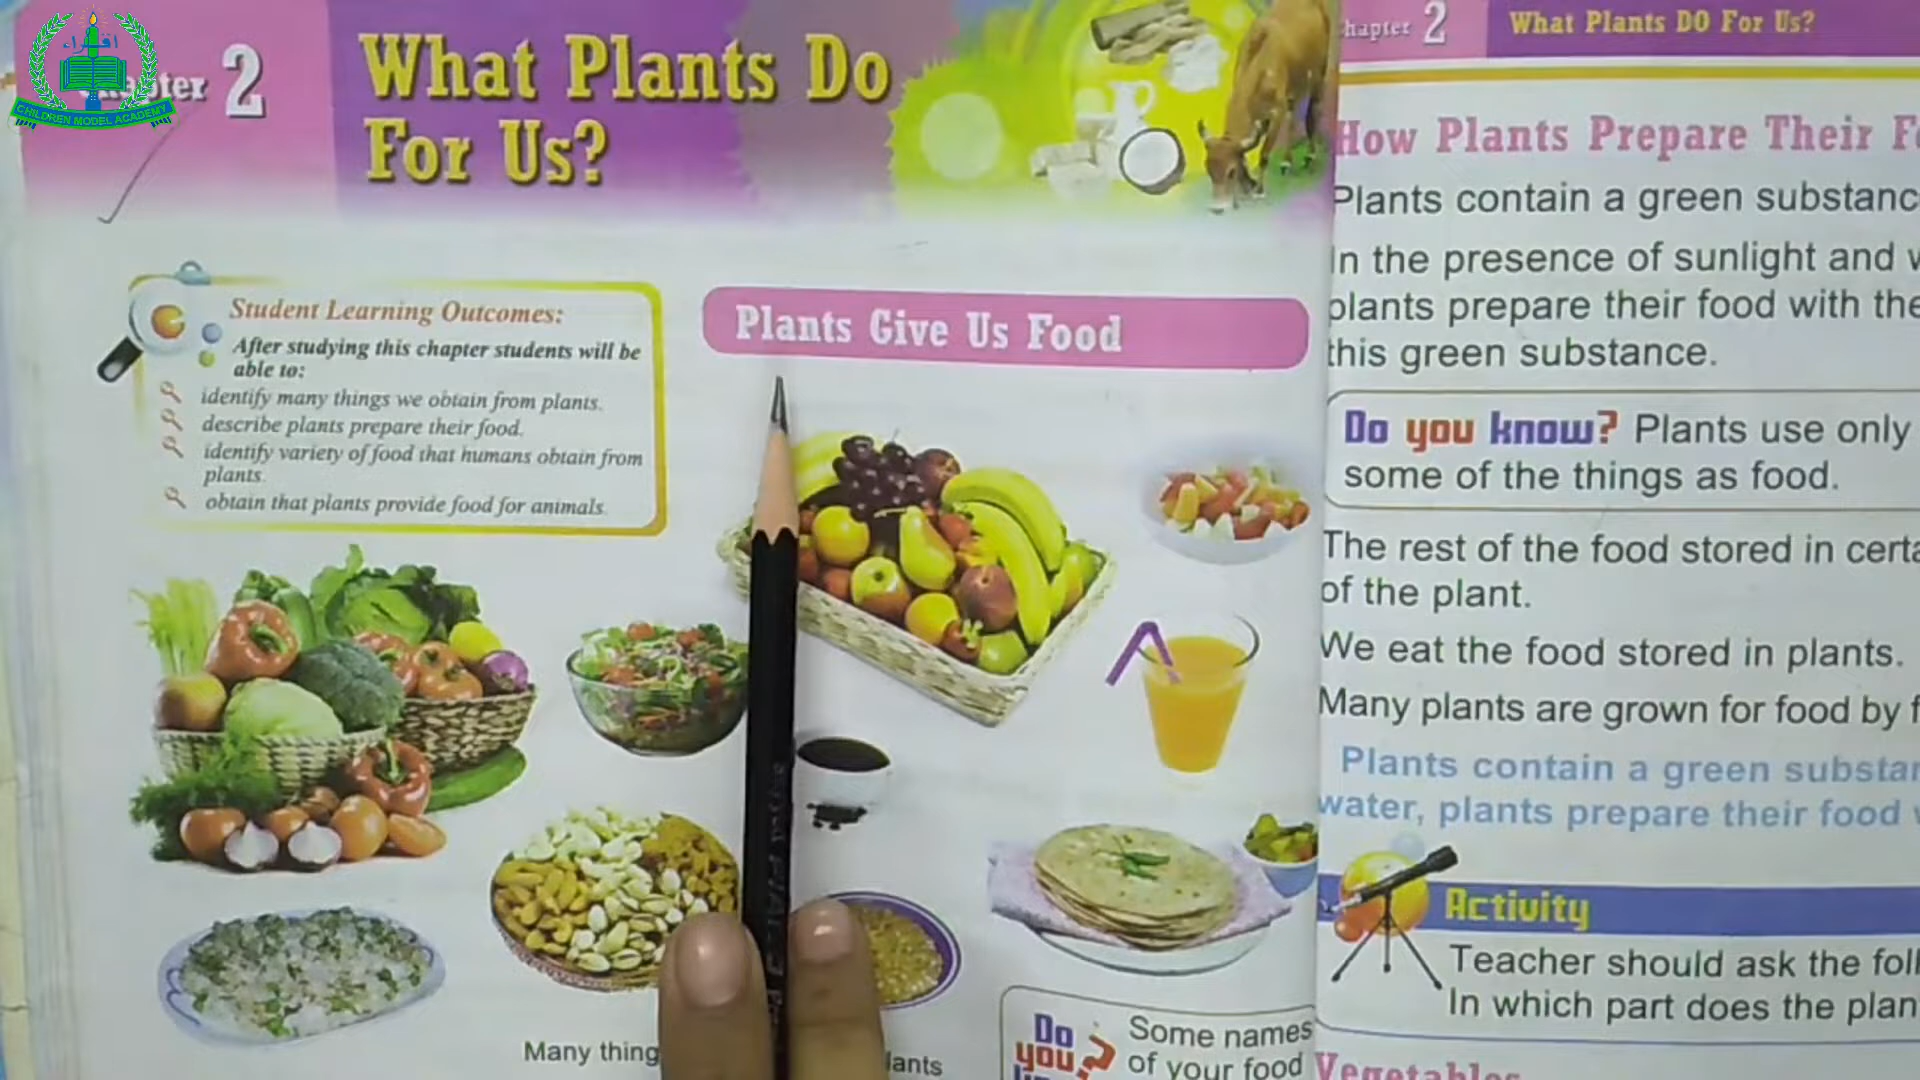 اقراء
CHILDREN MODEL ACADEMY
Chapter 2
What Plants Do
For Us?
Student Learning Outcomes:
After studying this chapter students will be
able to:
identify many things we obtain from plants.
describe plants prepare their food.
identify variety of food that humans obtain from
plants.
obtain that plants provide food for animals.
Plants Give Us Food
Many thing
lants
Do
you
?
Some names
of your food
hapter 2
What Plants DO For Us?
How Plants Prepare Their F
Plants contain a green substanc
In the presence of sunlight and w
plants prepare their food with the
this green substance.
Do you know? Plants use only
some of the things as food.
The rest of the food stored in certa
of the plant.
We eat the food stored in plants.
Many plants are grown for food by f
Plants contain a green substan
water, plants prepare their food w
Activity
Teacher should ask the foll
In which part does the plan
Vegetables